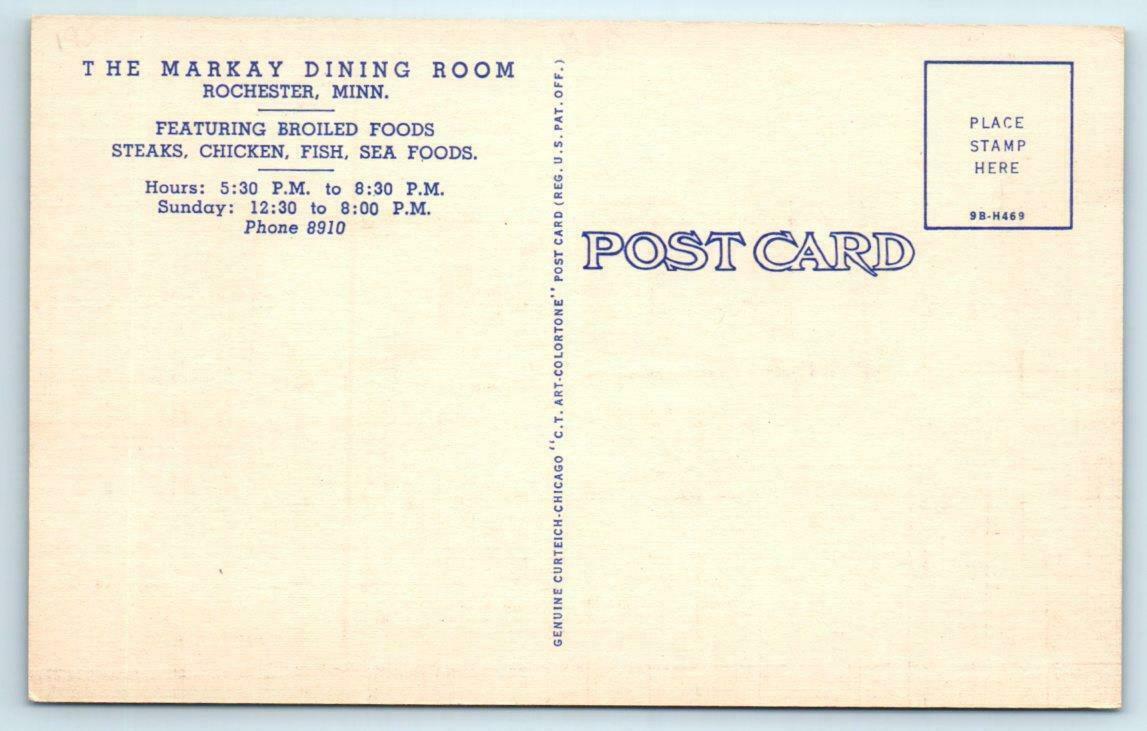 THE MARKAY DINING ROOM
ROCHESTER, MINN.
FEATURING BROILED FOODS
STEAKS, CHICKEN, FISH, SEA FOODS.
Hours: 5:30 P.M. to 8:30 P.M.
Sunday: 12:30 to 8:00 P.M.
Phone 8910
GENUINE CURTEICH-CHICAGO "C.T. ART-COLORTONE" POST CARD (REG. U.S. PAT. OFF.)
POST CARD
PLACE
STAMP
HERE
9B-H469